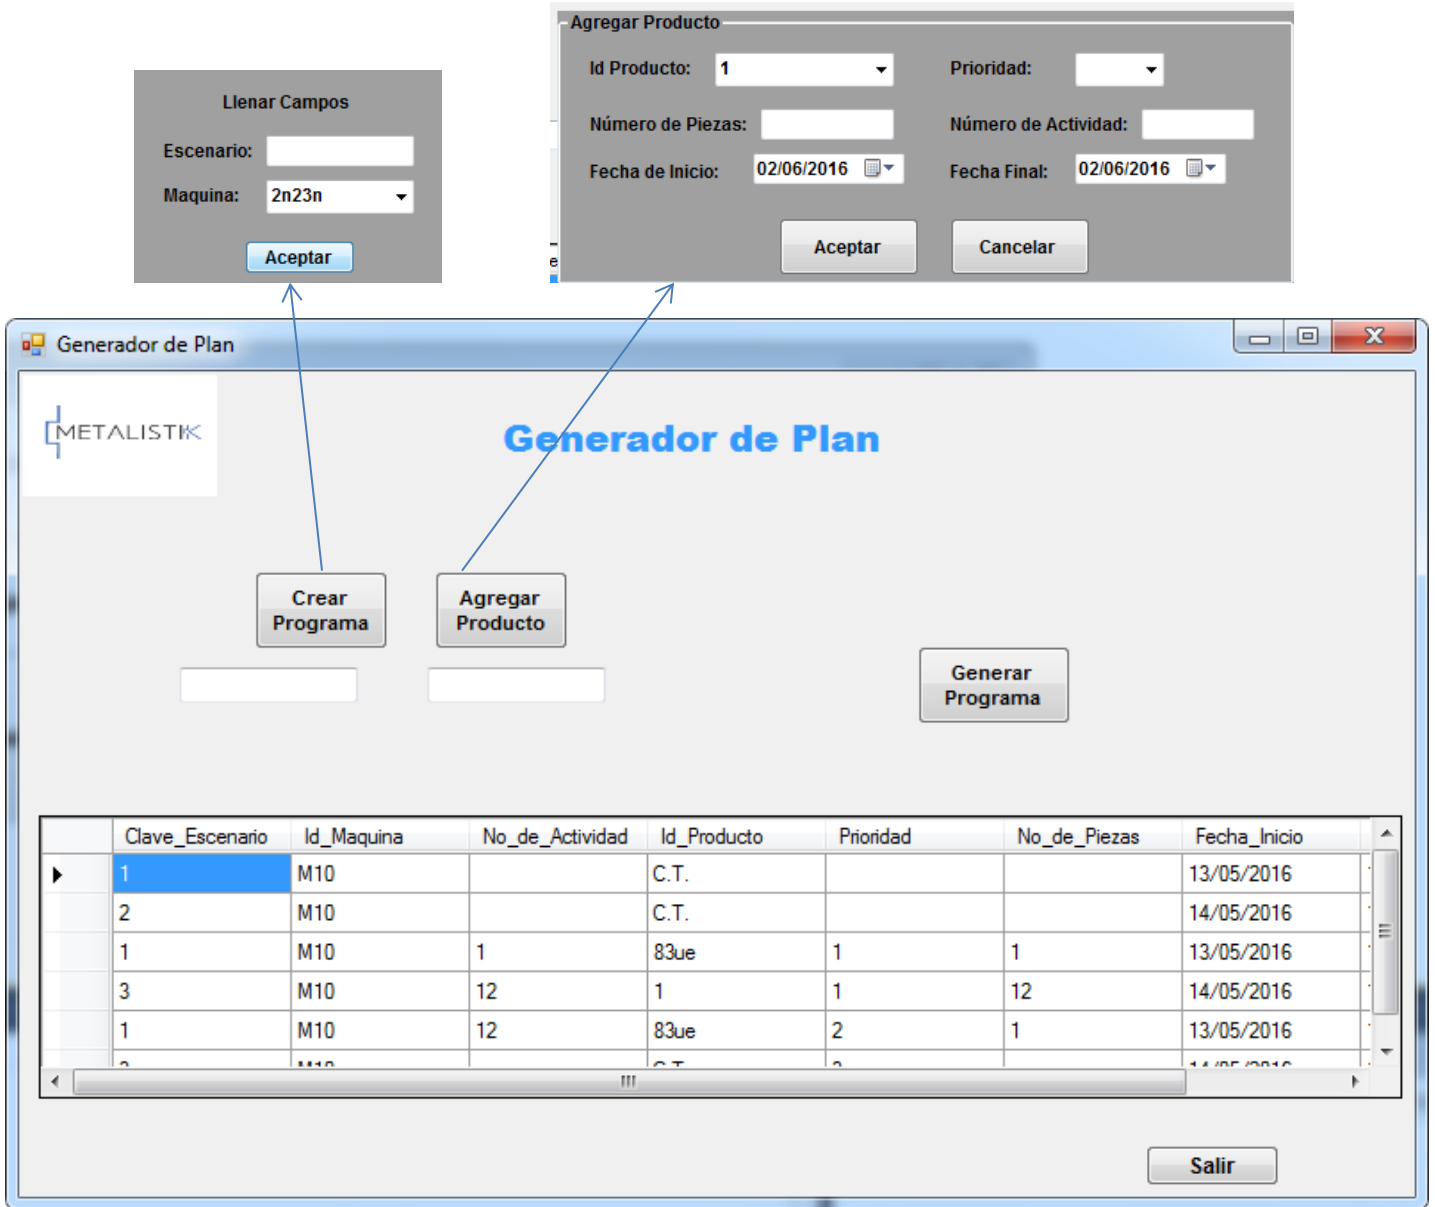 Agregar Producto
Id Producto: 1 Prioridad:
Número de Piezas: Número de Actividad:
Fecha de Inicio: 02/06/2016 Fecha Final: 02/06/2016
Aceptar Cancelar
Llenar Campos
Escenario:
Maquina: 2n23n
Aceptar
Generador de Plan
METALISTIK
Generador de Plan
Crear
Programa
Agregar
Producto
Generar
Programa
Clave_Escenario Id_Maquina No_de_Actividad Id_Producto Prioridad No_de_Piezas Fecha_Inicio
1 M10 C.T. 13/05/2016
2 M10 C.T. 14/05/2016
1 M10 1 83ue 1 1 13/05/2016
3 M10 12 1 1 12 14/05/2016
1 M10 12 83ue 2 1 13/05/2016
Salir